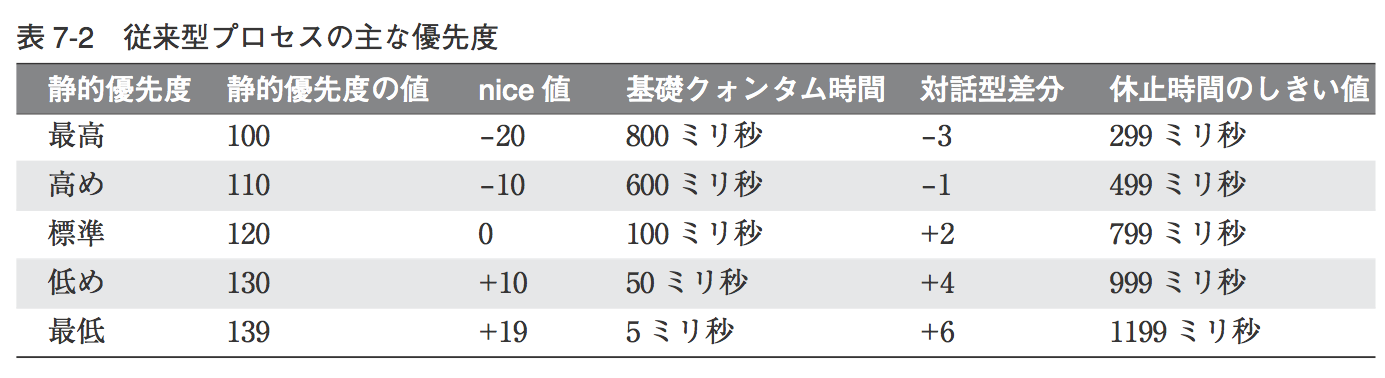 表 7-2　従来型プロセスの主な優先度
静的優先度 静的優先度の値 nice 値 基礎クォンタム時間 対話型差分 休止時間のしきい値
最高 100 –20 800 ミリ秒 –3 299 ミリ秒
高め 110 –10 600 ミリ秒 –1 499 ミリ秒
標準 120 0 100 ミリ秒 +2 799 ミリ秒
低め 130 +10 50 ミリ秒 +4 999 ミリ秒
最低 139 +19 5 ミリ秒 +6 1199 ミリ秒